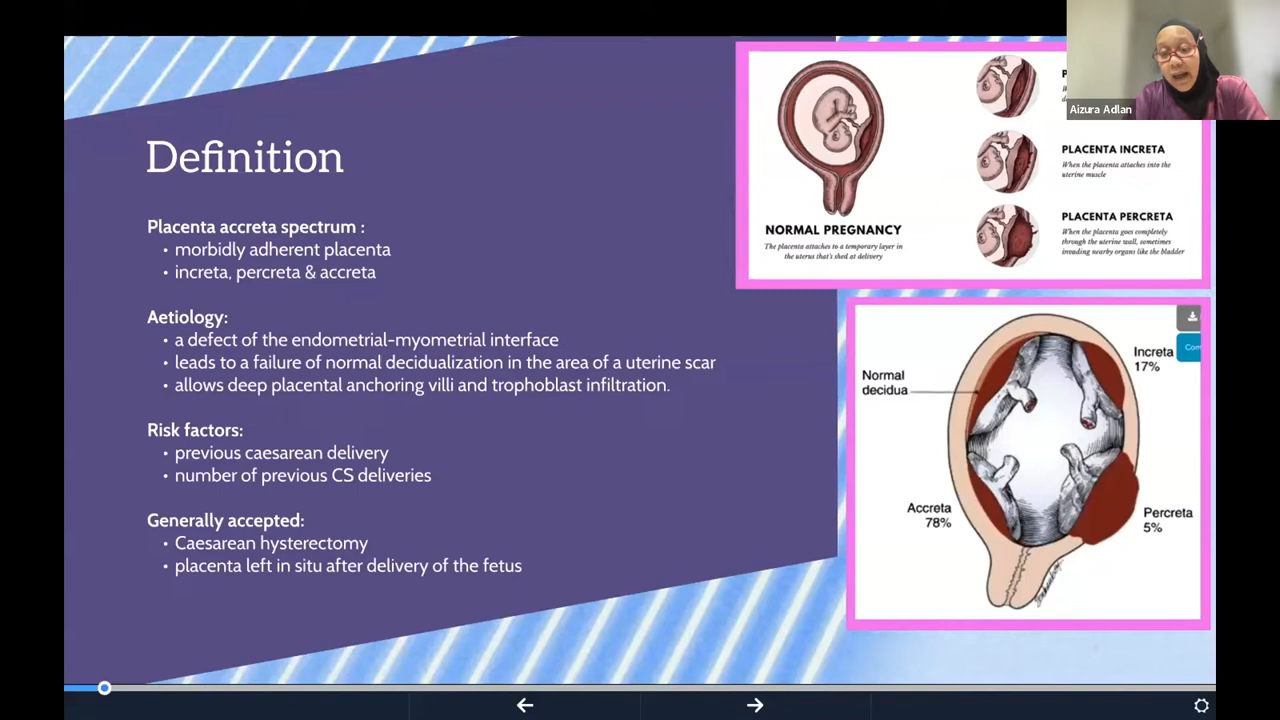 Definition
Placenta accreta spectrum :
• morbidly adherent placenta
• increta, percreta & accreta
Aetiology:
• a defect of the endometrial-myometrial interface
• leads to a failure of normal decidualization in the area of a uterine scar
• allows deep placental anchoring villi and trophoblast infiltration.
Risk factors:
• previous caesarean delivery
• number of previous CS deliveries
Generally accepted:
• Caesarean hysterectomy
• placenta left in situ after delivery of the fetus
NORMAL PREGNANCY
The placenta attaches to a temporary layer in
the uterus that's shed at delivery
PLACENTA INCRETA
When the placenta attaches into the
uterine muscle
PLACENTA PERCRETA
When the placenta goes completely
through the uterine wall, sometimes
invading nearby organs like the bladder
Aizura Adlan
Normal
decidua
Increta
17%
Accreta
78%
Percreta
5%